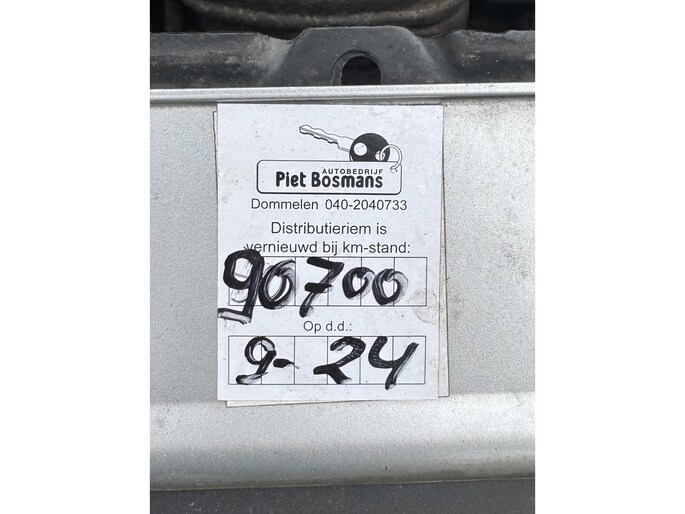 AUTOBEDRIJF
Piet Bosmans
Dommelen 040-2040733
Distributieriem is
vernieuwd bij km-stand:
90700
Op d.d.:
9-24